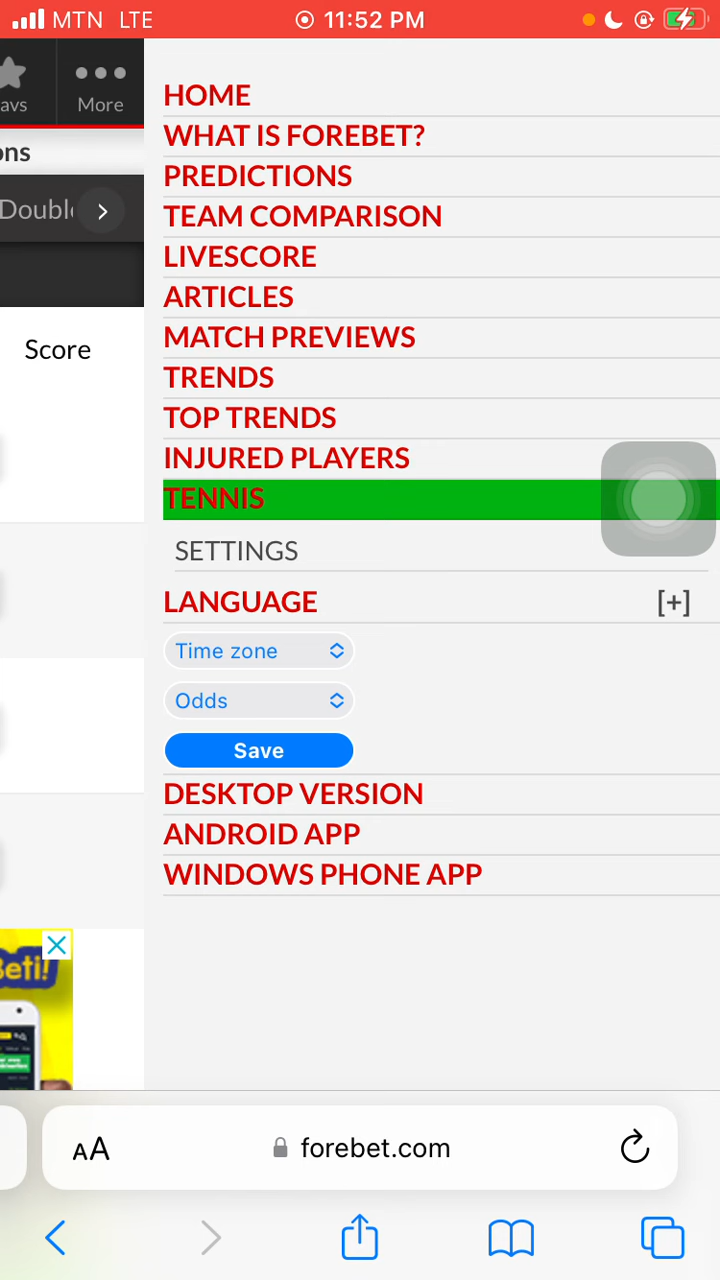 MTN LTE 11:52 PM
avs
More
ons
Doubl
Score
HOME
WHAT IS FOREBET?
PREDICTIONS
TEAM COMPARISON
LIVESCORE
ARTICLES
MATCH PREVIEWS
TRENDS
TOP TRENDS
INJURED PLAYERS
TENNIS
SETTINGS
LANGUAGE [+]
Time zone
Odds
Save
DESKTOP VERSION
ANDROID APP
WINDOWS PHONE APP
Beti!
AA forebet.com